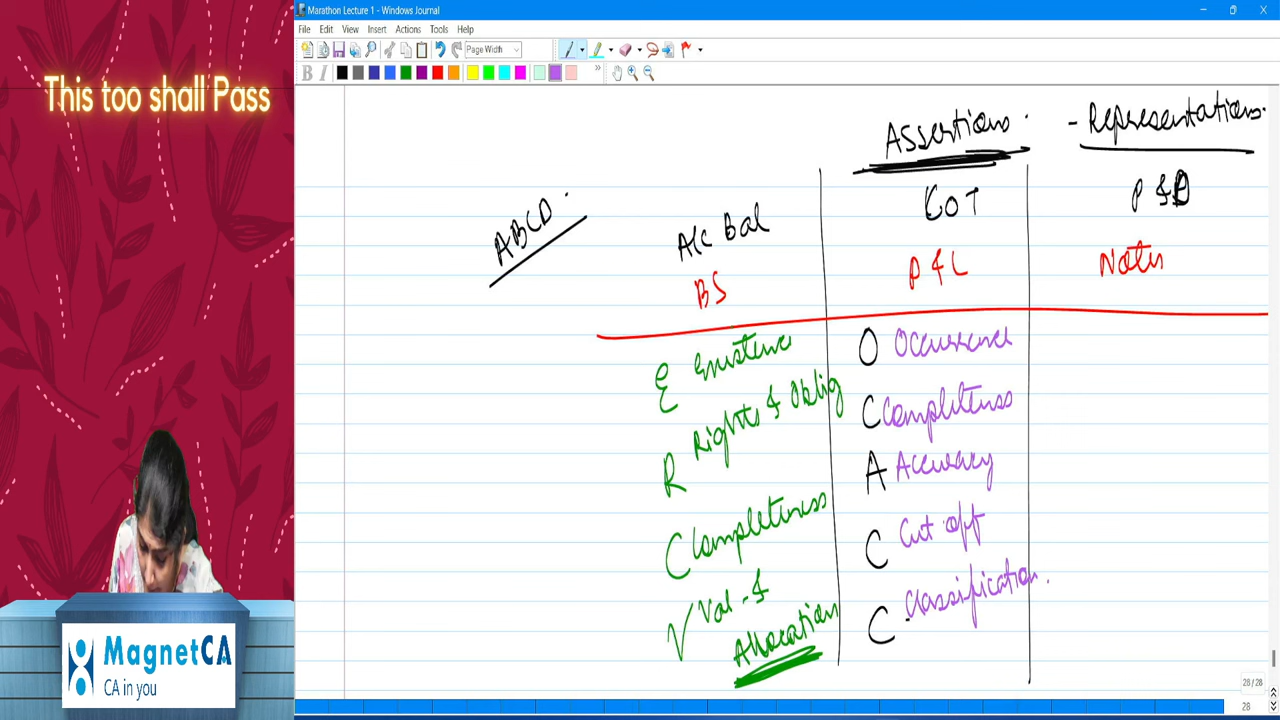 Marathon Lecture 1 - Windows Journal
File Edit View Insert Actions Tools Help
Page Width
This too shall Pass
Assertions. - Representations.
ABCD.
A/c Bal COT P & D
BS P & L Notes
E Existence O Occurrence
R Rights & Oblig C Completeness
A Accuracy
C Completeness C Cut off
V Val - & Allocation C Classification.
MagnetCA
CA in you
28 / 28
28